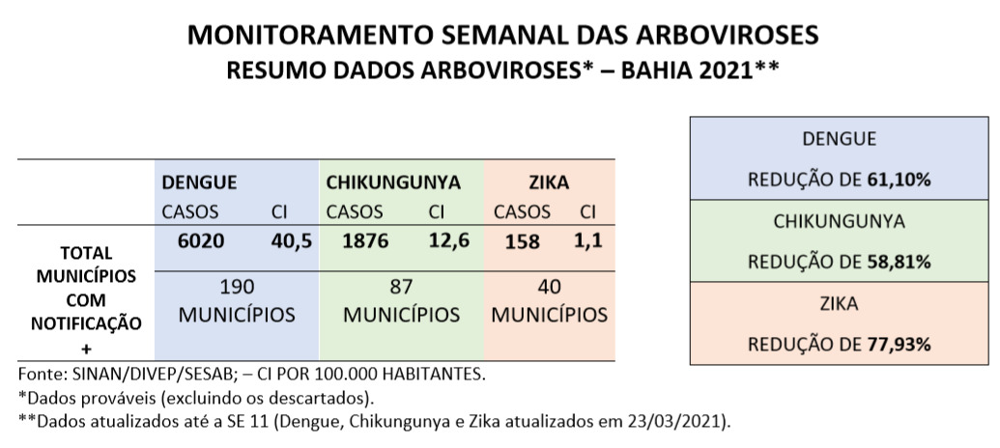 MONITORAMENTO SEMANAL DAS ARBOVIROSES
RESUMO DADOS ARBOVIROSES* – BAHIA 2021**
DENGUE CHIKUNGUNYA ZIKA
CASOS CI CASOS CI CASOS CI
6020 40,5 1876 12,6 158 1,1
TOTAL
MUNICÍPIOS
COM
NOTIFICAÇÃO
+
190 87 40
MUNICÍPIOS MUNICÍPIOS MUNICÍPIOS
DENGUE
REDUÇÃO DE 61,10%
CHIKUNGUNYA
REDUÇÃO DE 58,81%
ZIKA
REDUÇÃO DE 77,93%
Fonte: SINAN/DIVEP/SESAB; – CI POR 100.000 HABITANTES.
*Dados prováveis (excluindo os descartados).
**Dados atualizados até a SE 11 (Dengue, Chikungunya e Zika atualizados em 23/03/2021).